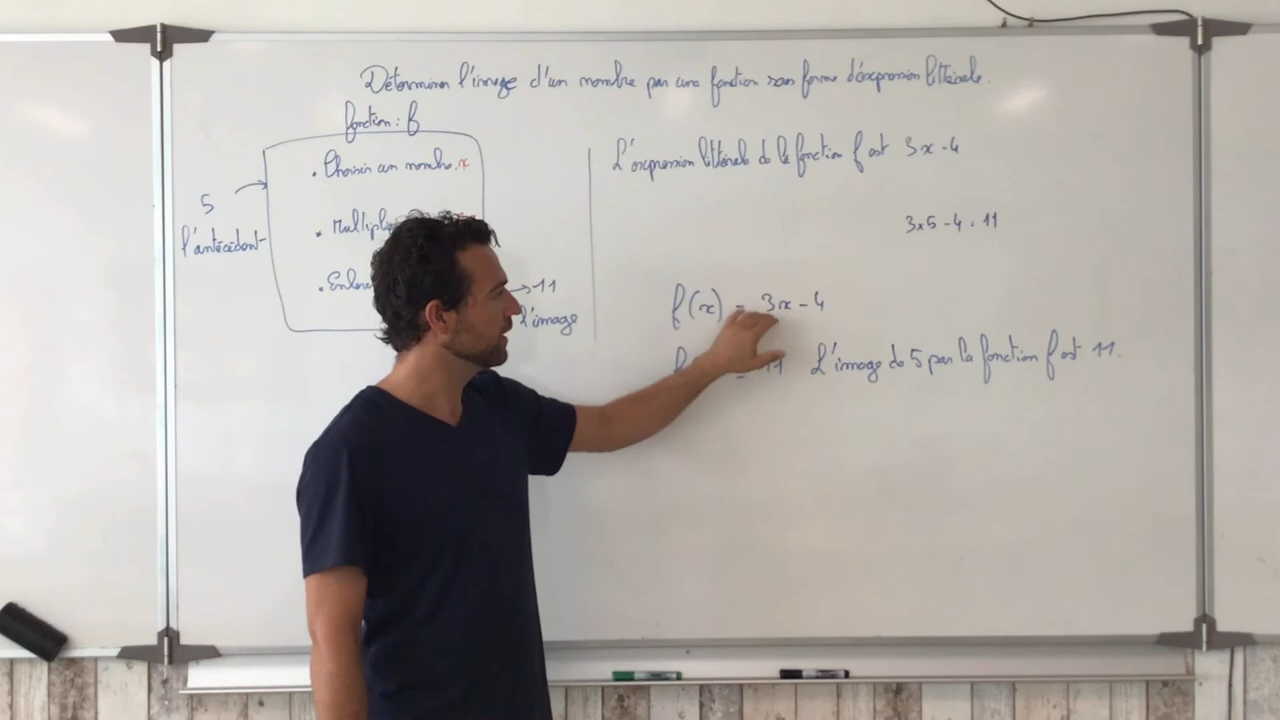 Déterminer l'image d'un nombre par une fonction sous forme d'expression littérale.
fonction : f
. Choisir un nombre. x
. Multipli
. Enlev
5
l'antécédent
11
l'image
L'expression littérale de la fonction f est 3x - 4
3x5 - 4 = 11
f(x) = 3x - 4
= 11 L'image de 5 par la fonction f est 11.